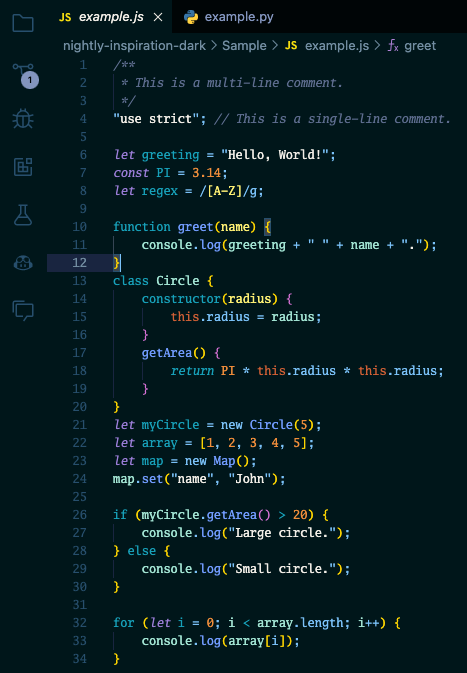 JS example.js × example.py
nightly-inspiration-dark > Sample > JS example.js > fx greet
1 /**
2  * This is a multi-line comment.
3  */
4 "use strict"; // This is a single-line comment.
5
6 let greeting = "Hello, World!";
7 const PI = 3.14;
8 let regex = /[A-Z]/g;
9
10 function greet(name) {
11     console.log(greeting + " " + name + ".");
12 }
13 class Circle {
14     constructor(radius) {
15         this.radius = radius;
16     }
17     getArea() {
18         return PI * this.radius * this.radius;
19     }
20 }
21 let myCircle = new Circle(5);
22 let array = [1, 2, 3, 4, 5];
23 let map = new Map();
24 map.set("name", "John");
25
26 if (myCircle.getArea() > 20) {
27     console.log("Large circle.");
28 } else {
29     console.log("Small circle.");
30 }
31
32 for (let i = 0; i < array.length; i++) {
33     console.log(array[i]);
34 }
1